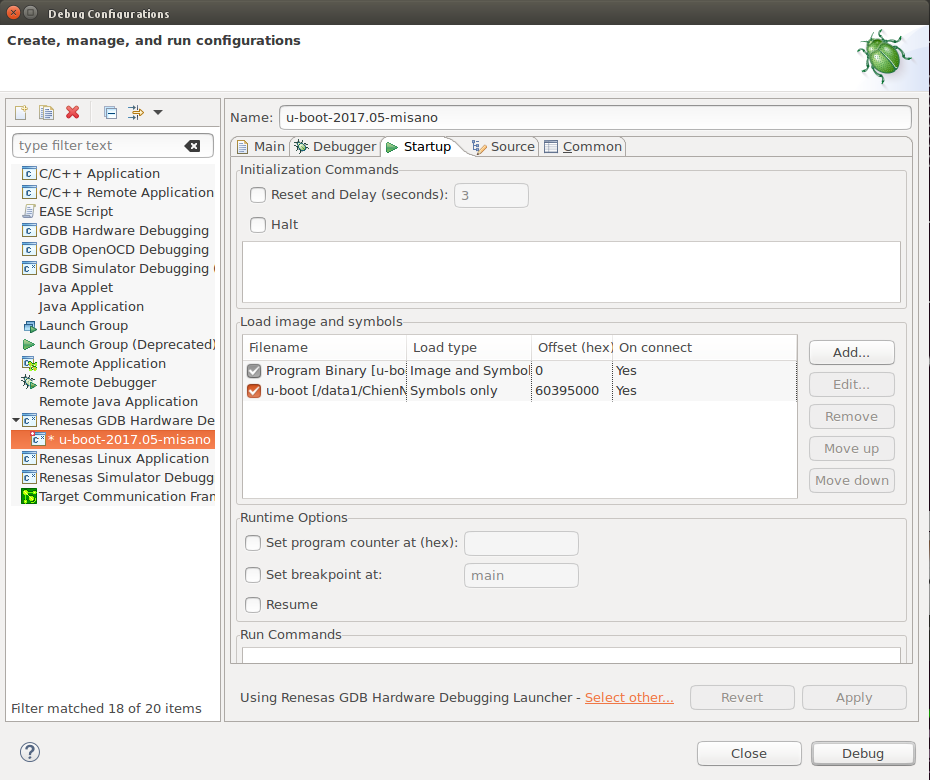 Debug Configurations
Create, manage, and run configurations
type filter text
C/C++ Application
C/C++ Remote Application
EASE Script
GDB Hardware Debugging
GDB OpenOCD Debugging
GDB Simulator Debugging (
Java Applet
Java Application
Launch Group
Launch Group (Deprecated)
Remote Application
Remote Debugger
Remote Java Application
Renesas GDB Hardware De
* u-boot-2017.05-misano
Renesas Linux Application
Renesas Simulator Debugg
Target Communication Fran
Filter matched 18 of 20 items
Name: u-boot-2017.05-misano
Main Debugger Startup Source Common
Initialization Commands
Reset and Delay (seconds): 3
Halt
Load image and symbols
Filename Load type Offset (hex) On connect
Program Binary [u-bo Image and Symbol 0 Yes
u-boot [/data1/ChienN Symbols only 60395000 Yes
Add...
Edit...
Remove
Move up
Move down
Runtime Options
Set program counter at (hex):
Set breakpoint at: main
Resume
Run Commands
Using Renesas GDB Hardware Debugging Launcher - Select other...
Revert Apply
? Close Debug